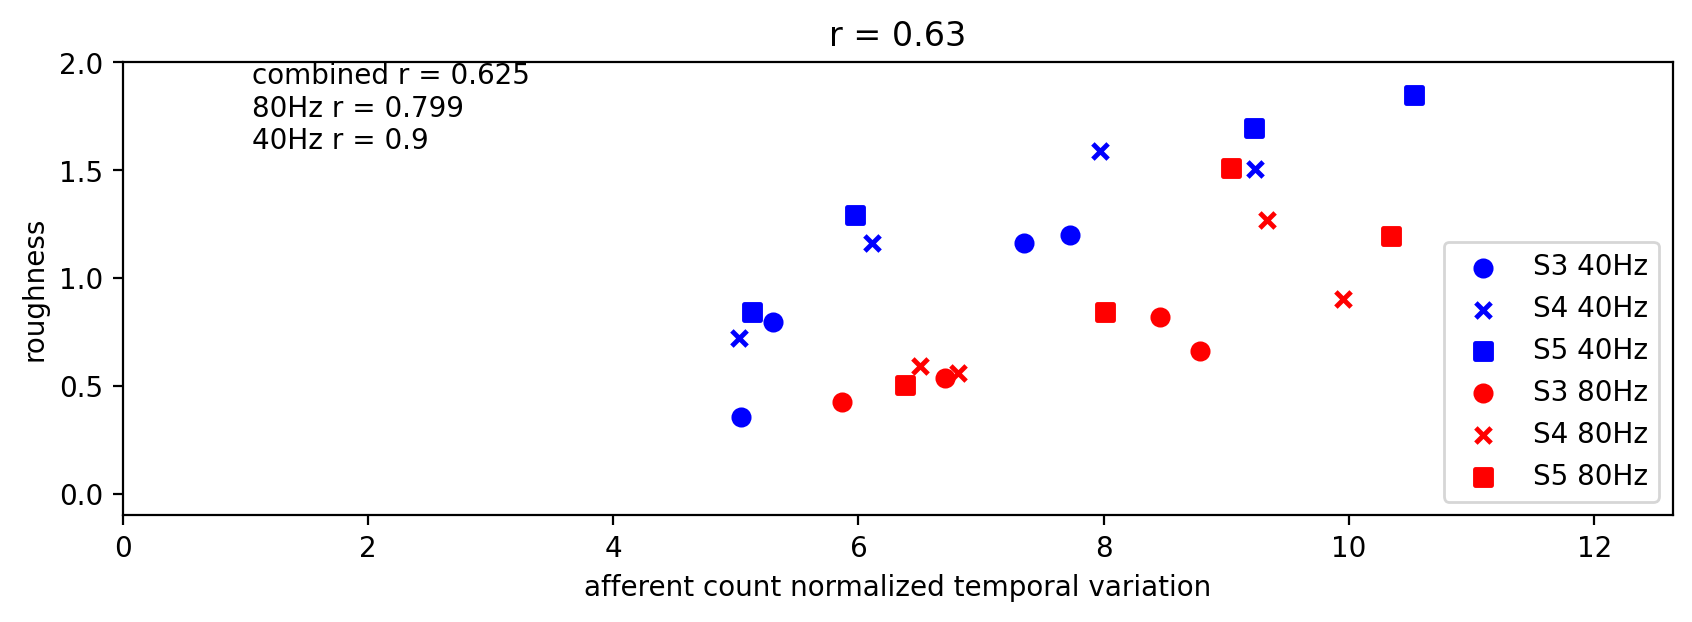 r = 0.63
combined r = 0.625
80Hz r = 0.799
40Hz r = 0.9
roughness
2.0
1.5
1.0
0.5
0.0
S3 40Hz
S4 40Hz
S5 40Hz
S3 80Hz
S4 80Hz
S5 80Hz
0 2 4 6 8 10 12
afferent count normalized temporal variation